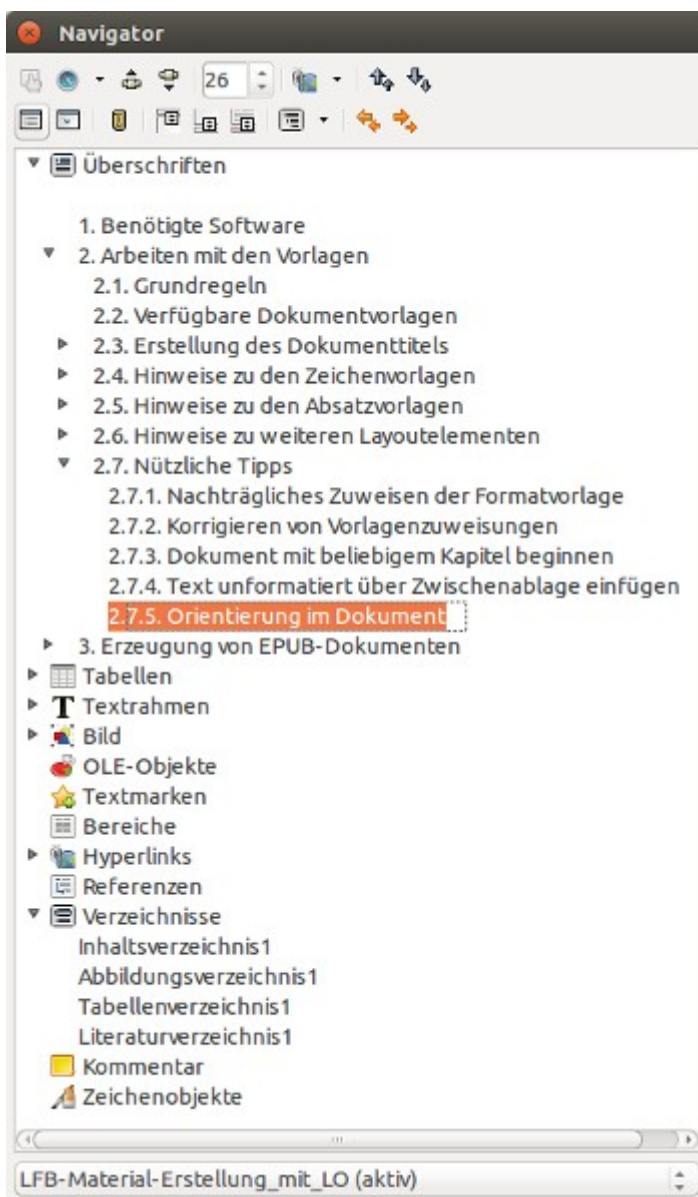 Navigator
26
Überschriften
1. Benötigte Software
2. Arbeiten mit den Vorlagen
2.1. Grundregeln
2.2. Verfügbare Dokumentvorlagen
2.3. Erstellung des Dokumenttitels
2.4. Hinweise zu den Zeichenvorlagen
2.5. Hinweise zu den Absatzvorlagen
2.6. Hinweise zu weiteren Layoutelementen
2.7. Nützliche Tipps
2.7.1. Nachträgliches Zuweisen der Formatvorlage
2.7.2. Korrigieren von Vorlagenzuweisungen
2.7.3. Dokument mit beliebigem Kapitel beginnen
2.7.4. Text unformatiert über Zwischenablage einfügen
2.7.5. Orientierung im Dokument
3. Erzeugung von EPUB-Dokumenten
Tabellen
Textrahmen
Bild
OLE-Objekte
Textmarken
Bereiche
Hyperlinks
Referenzen
Verzeichnisse
Inhaltsverzeichnis1
Abbildungsverzeichnis1
Tabellenverzeichnis1
Literaturverzeichnis1
Kommentar
Zeichenobjekte
LFB-Material-Erstellung_mit_LO (aktiv)